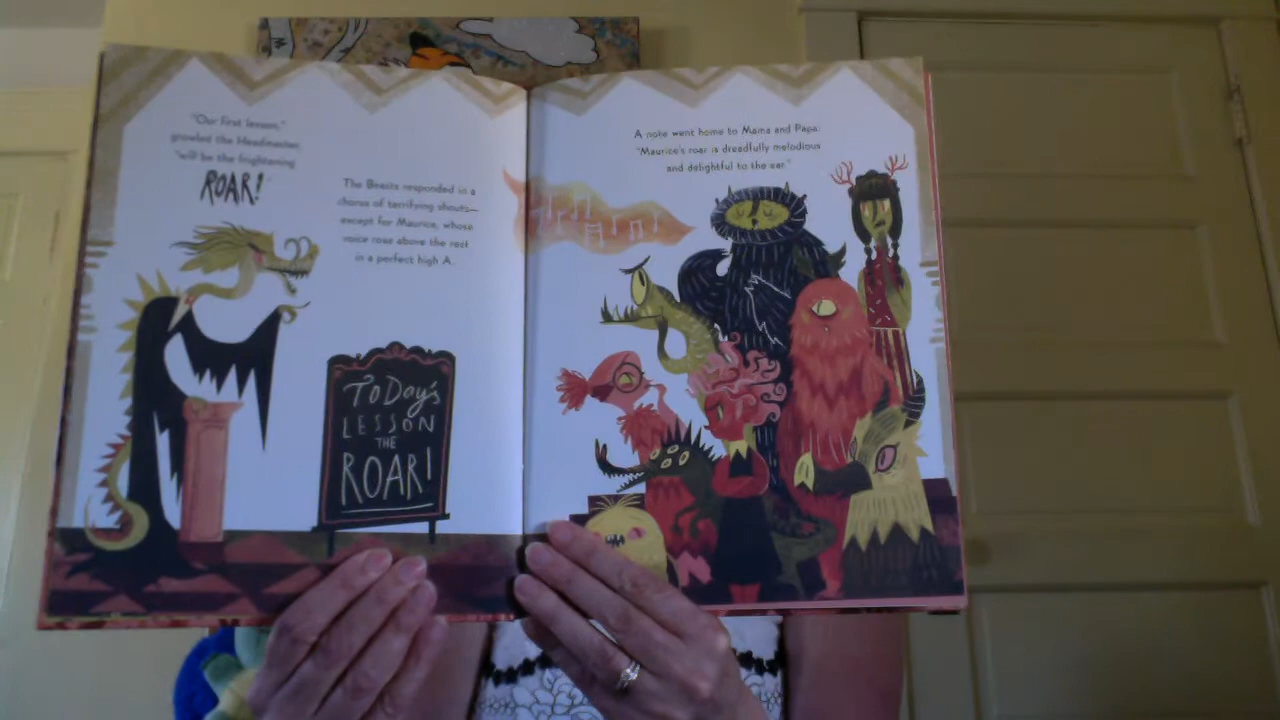 "Our first lesson,"
growled the Headmaster,
"will be the frightening
ROAR!"
The Beasts responded in a
chorus of terrifying shouts—
except for Maurice, whose
voice rose above the rest
in a perfect high A.
TODAY'S
LESSON
THE
ROAR!
A note went home to Mama and Papa:
"Maurice's roar is dreadfully melodious
and delightful to the ear."